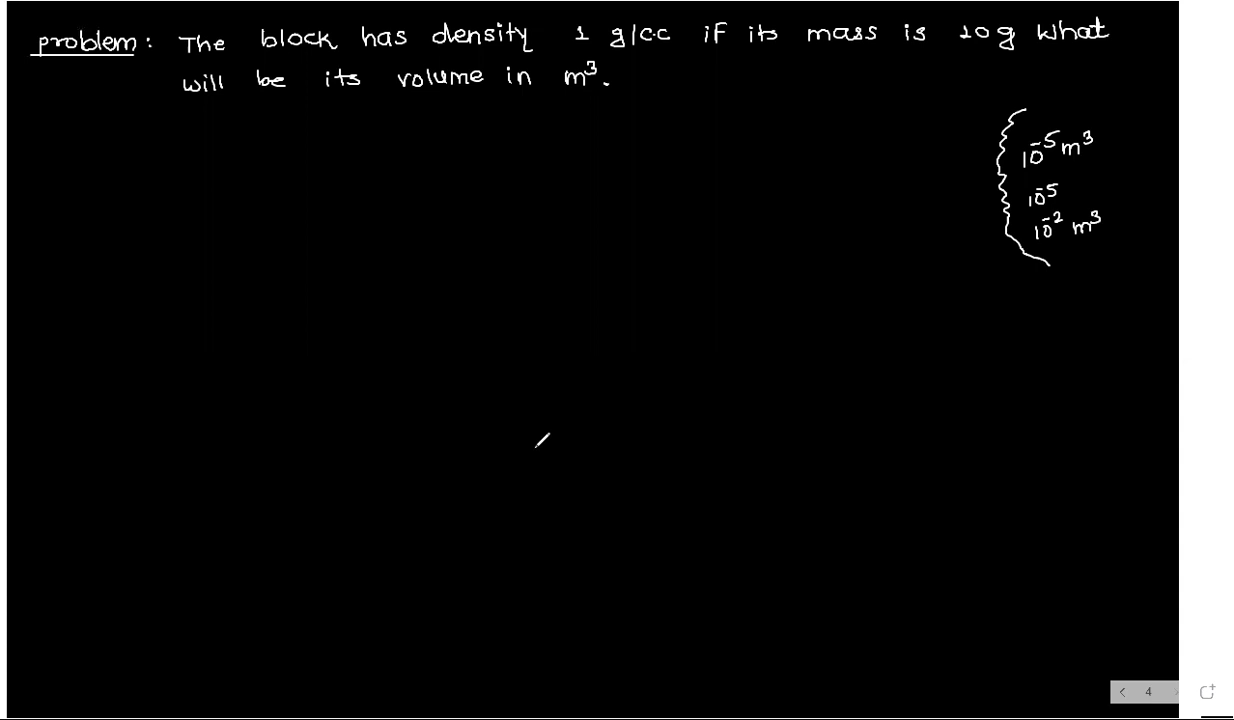 problem: The block has density 1 g/c.c if its mass is 10g what
will be its volume in m³.
10⁻⁵ m³
10⁻⁵
10⁻² m³
4